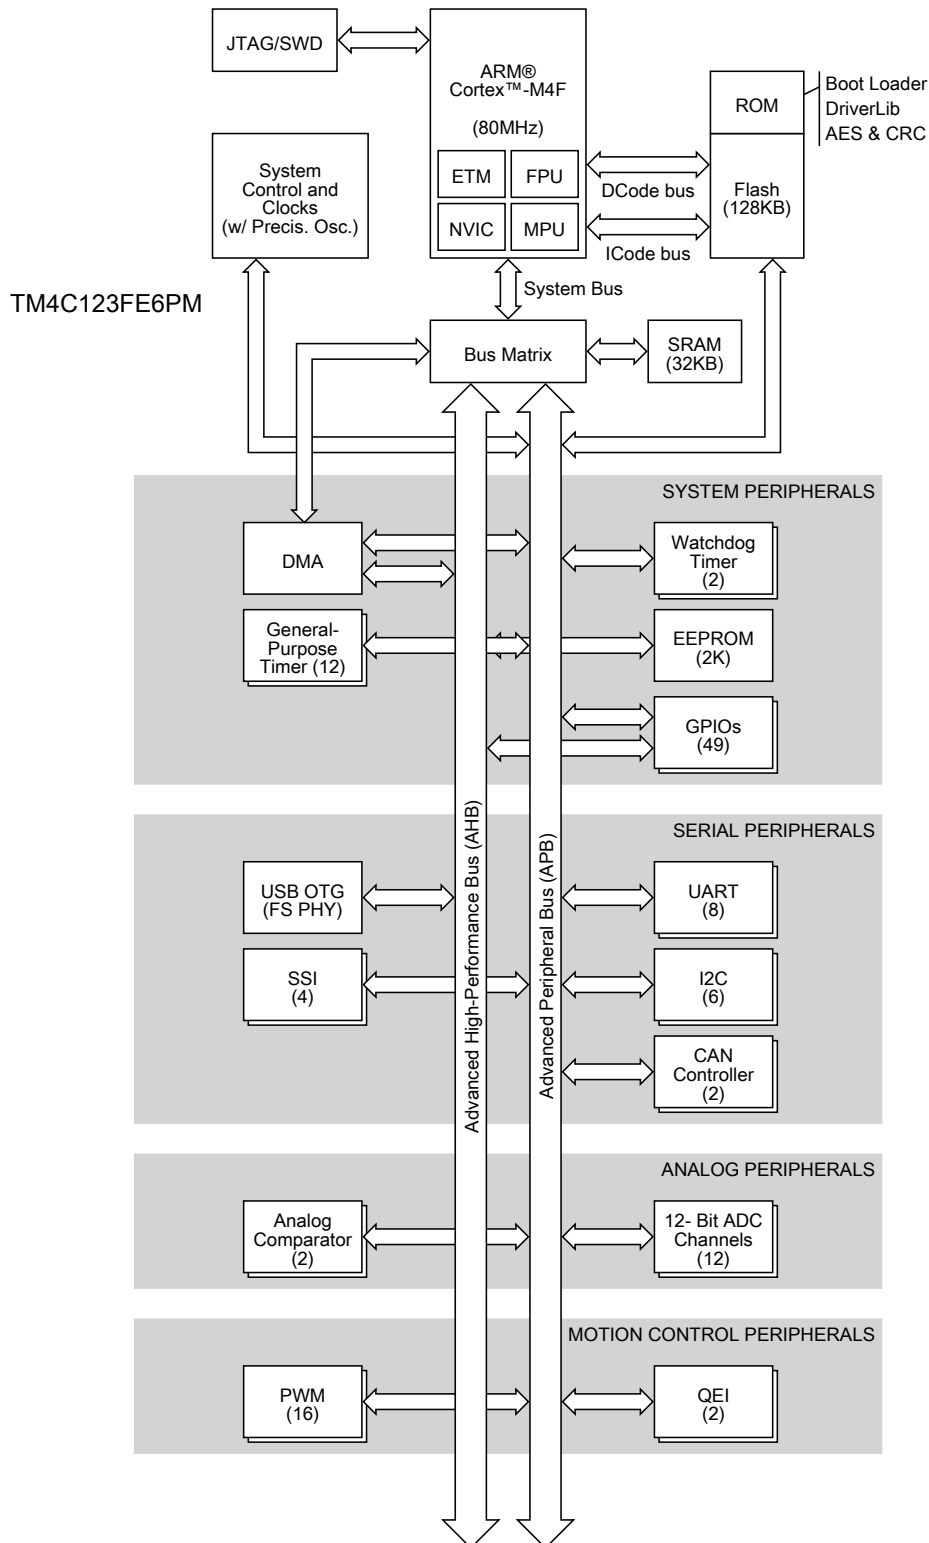 JTAG/SWD
ARM®
Cortex™-M4F
(80MHz)
ETM
FPU
NVIC
MPU
ROM
Boot Loader
DriverLib
AES & CRC
Flash
(128KB)
DCode bus
ICode bus
System
Control and
Clocks
(w/ Precis. Osc.)
TM4C123FE6PM
System Bus
Bus Matrix
SRAM
(32KB)
SYSTEM PERIPHERALS
DMA
Watchdog
Timer
(2)
General-
Purpose
Timer (12)
EEPROM
(2K)
GPIOs
(49)
Advanced High-Performance Bus (AHB)
Advanced Peripheral Bus (APB)
SERIAL PERIPHERALS
USB OTG
(FS PHY)
UART
(8)
SSI
(4)
I2C
(6)
CAN
Controller
(2)
ANALOG PERIPHERALS
Analog
Comparator
(2)
12- Bit ADC
Channels
(12)
MOTION CONTROL PERIPHERALS
PWM
(16)
QEI
(2)